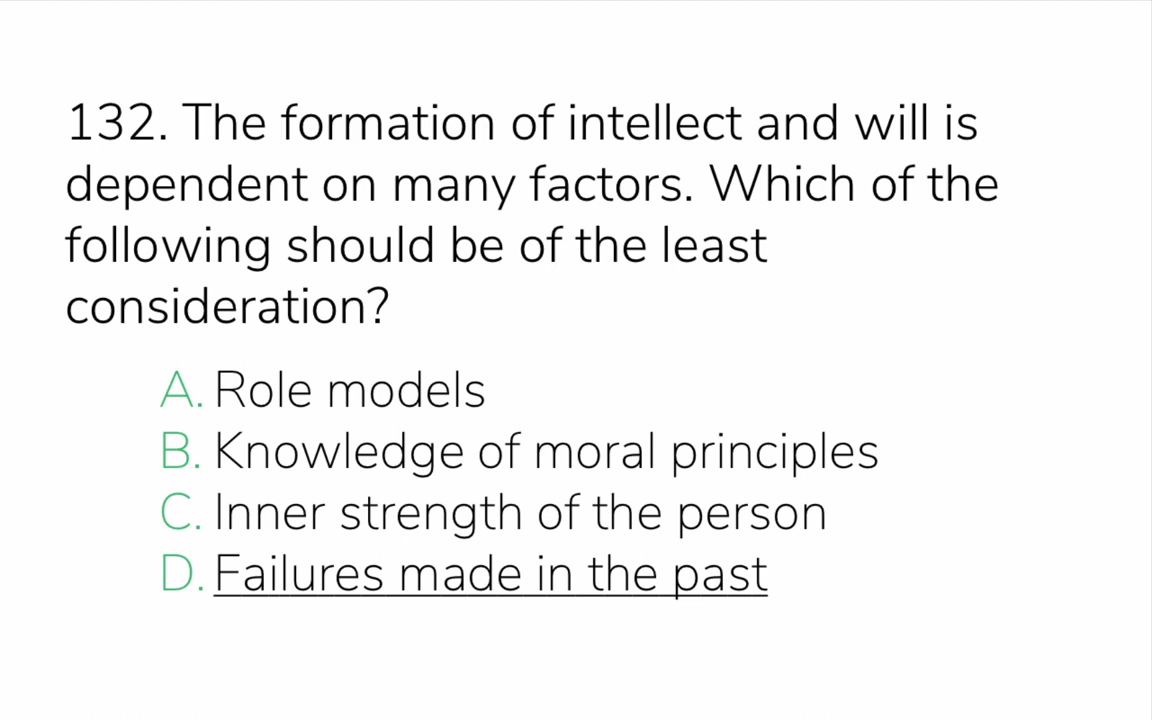 132. The formation of intellect and will is
dependent on many factors. Which of the
following should be of the least
consideration?
A. Role models
B. Knowledge of moral principles
C. Inner strength of the person
D. Failures made in the past